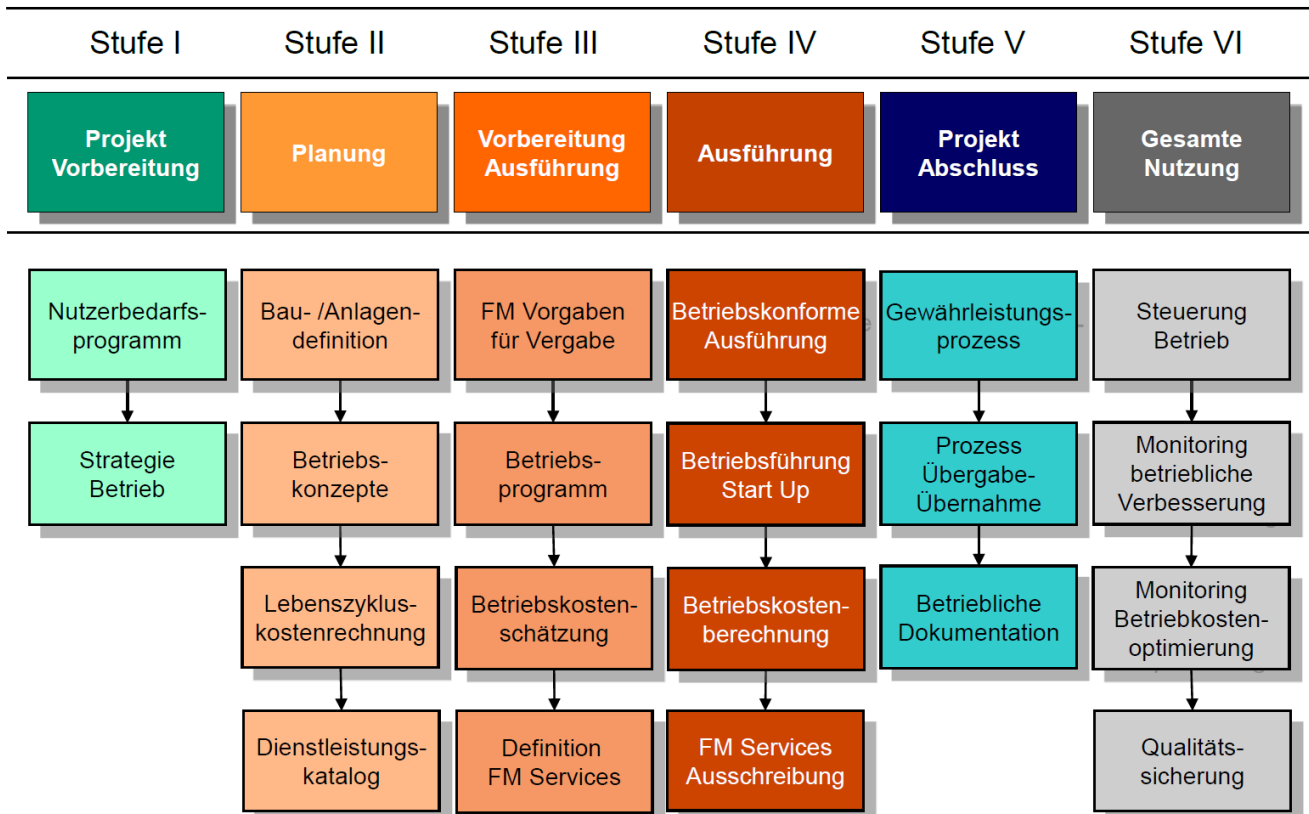 Stufe I
Stufe II
Stufe III
Stufe IV
Stufe V
Stufe VI
Projekt
Vorbereitung
Planung
Vorbereitung
Ausführung
Ausführung
Projekt
Abschluss
Gesamte
Nutzung
Nutzerbedarfs-
programm
Bau- /Anlagen-
definition
FM Vorgaben
für Vergabe
Betriebskonforme
Ausführung
Gewährleistungs-
prozess
Steuerung
Betrieb
Strategie
Betrieb
Betriebs-
konzepte
Betriebs-
programm
Betriebsführung
Start Up
Prozess
Übergabe-
Übernahme
Monitoring
betriebliche
Verbesserung
Lebenszyklus-
kostenrechnung
Betriebskosten-
schätzung
Betriebskosten-
berechnung
Betriebliche
Dokumentation
Monitoring
Betriebkosten-
optimierung
Dienstleistungs-
katalog
Definition
FM Services
FM Services
Ausschreibung
Qualitäts-
sicherung